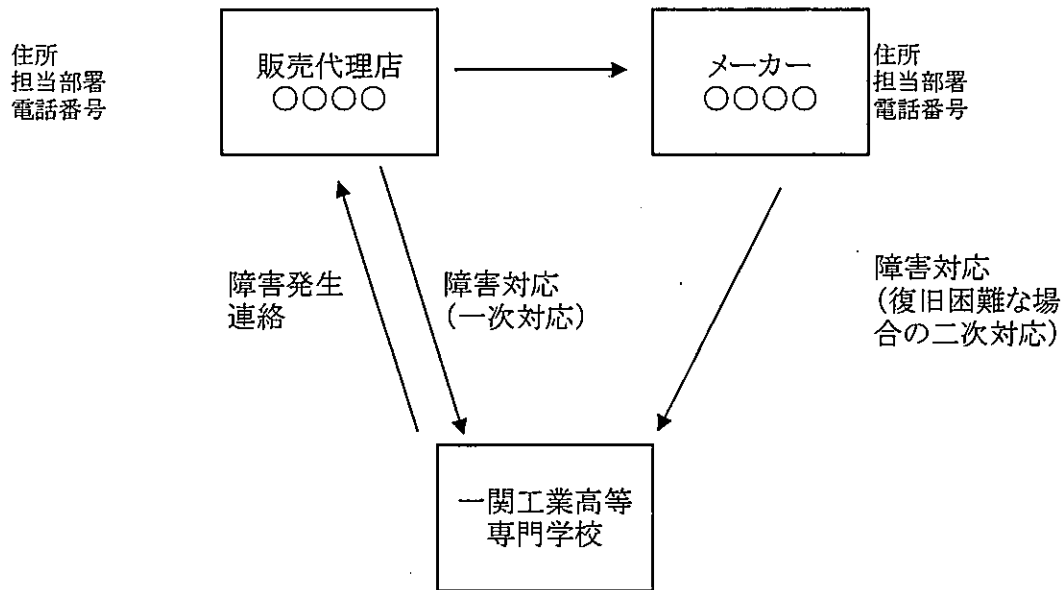 住所
担当部署
電話番号
販売代理店
○○○○
メーカー
○○○○
住所
担当部署
電話番号
障害発生
連絡
障害対応
(一次対応)
障害対応
(復旧困難な場
合の二次対応)
一関工業高等
専門学校